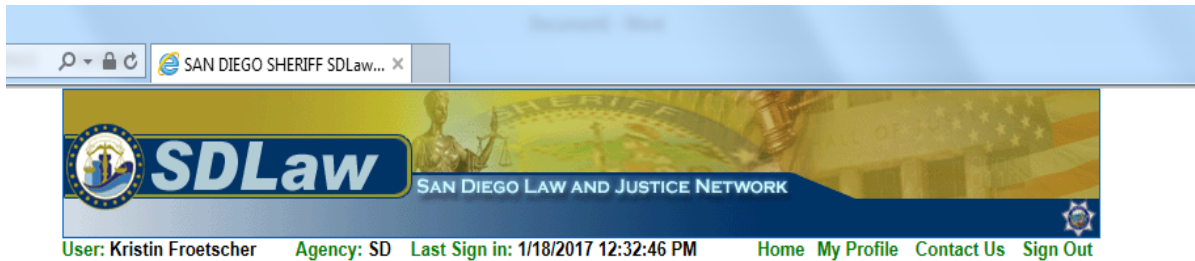 SAN DIEGO SHERIFF SDLaw...
SHERIFF
SDLaw
SAN DIEGO LAW AND JUSTICE NETWORK
User: Kristin Froetscher Agency: SD Last Sign in: 1/18/2017 12:32:46 PM Home My Profile Contact Us Sign Out